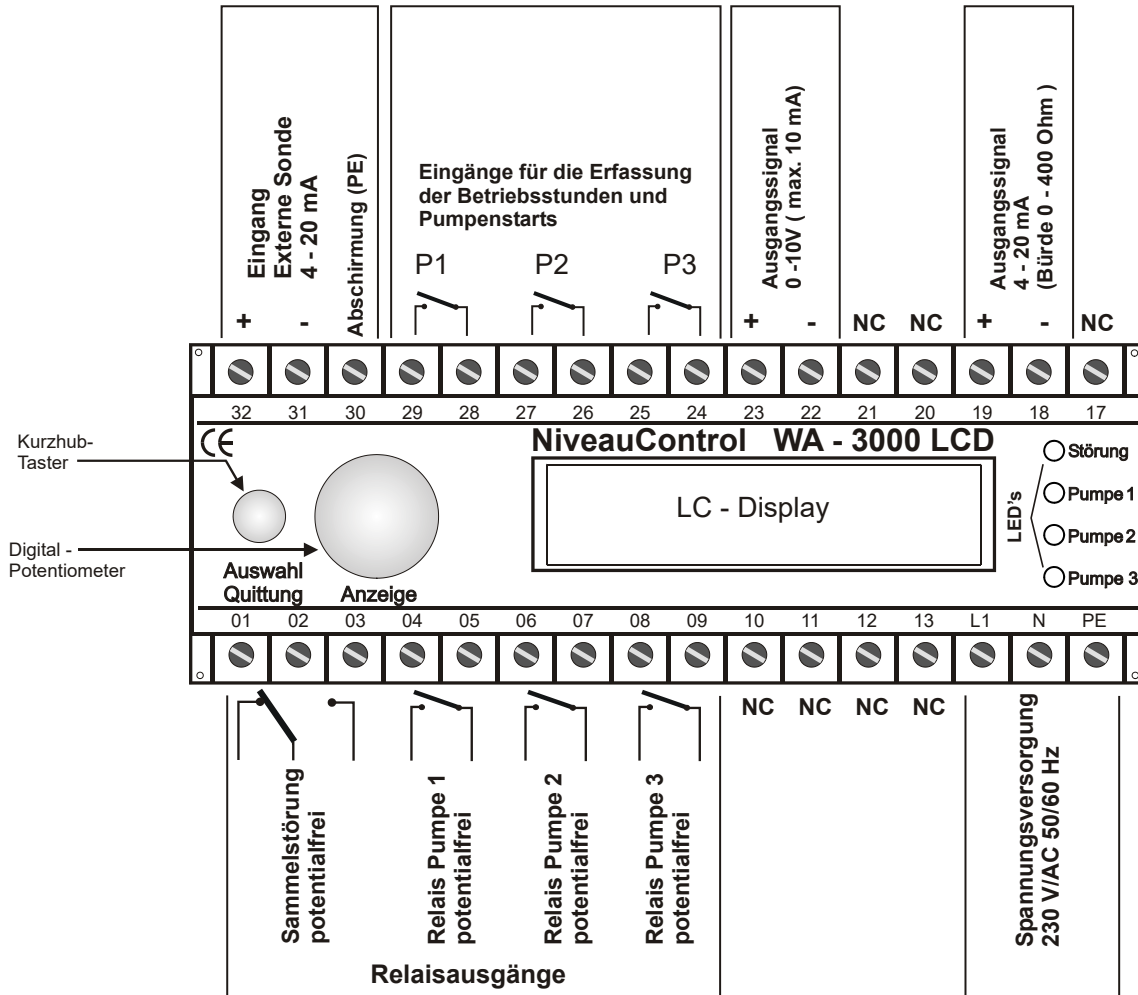 Eingang
Externe Sonde
4 - 20 mA
Abschirmung (PE)
Eingänge für die Erfassung
der Betriebsstunden und
Pumpenstarts
P1 P2 P3
Ausgangssignal
0 -10V ( max. 10 mA)
Ausgangssignal
4 - 20 mA
(Bürde 0 - 400 Ohm )
+ - + - NC NC + - NC
32 31 30 29 28 27 26 25 24 23 22 21 20 19 18 17
CE
NiveauControl WA - 3000 LCD
Kurzhub-
Taster
Digital -
Potentiometer
LC - Display
LED's
Störung
Pumpe 1
Pumpe 2
Pumpe 3
Auswahl
Quittung
Anzeige
01 02 03 04 05 06 07 08 09 10 11 12 13 L1 N PE
NC NC NC NC
Sammelstörung
potentialfrei
Relais Pumpe 1
potentialfrei
Relais Pumpe 2
potentialfrei
Relais Pumpe 3
potentialfrei
Spannungsversorgung
230 V/AC 50/60 Hz
Relaisausgänge